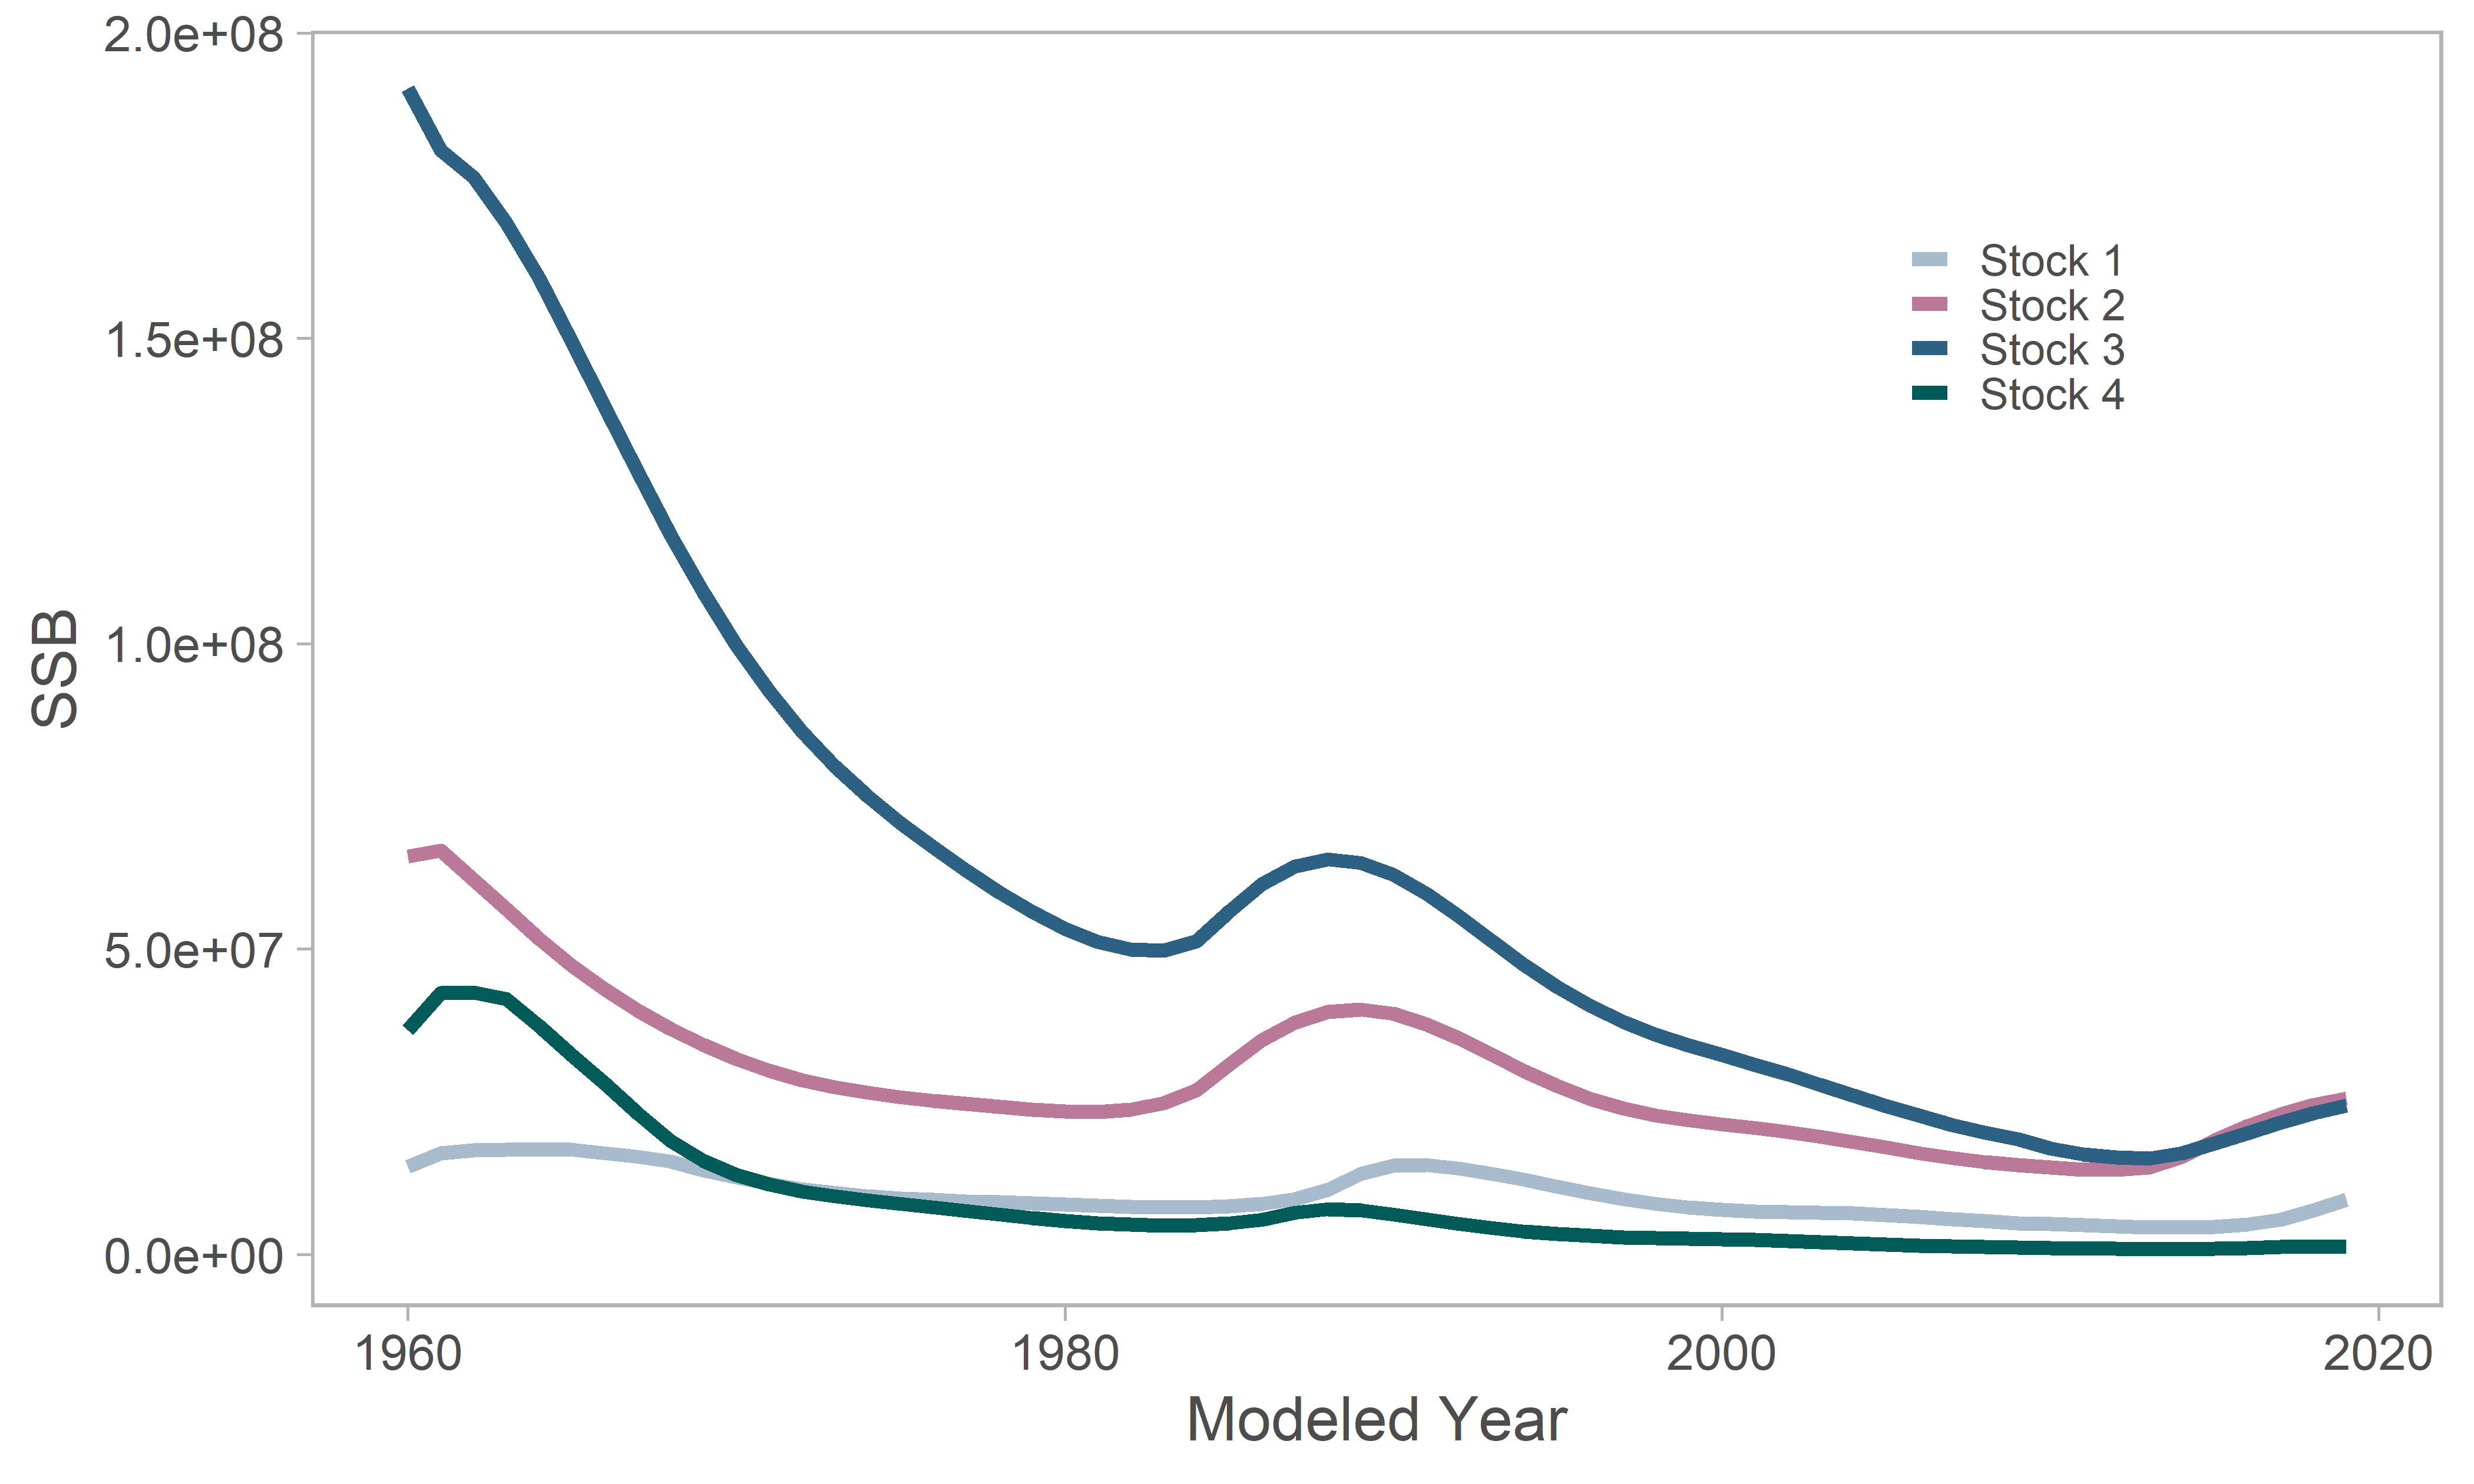 2.0e+08
1.5e+08
1.0e+08
5.0e+07
0.0e+00
SSB
Stock 1
Stock 2
Stock 3
Stock 4
1960 1980 2000 2020
Modeled Year